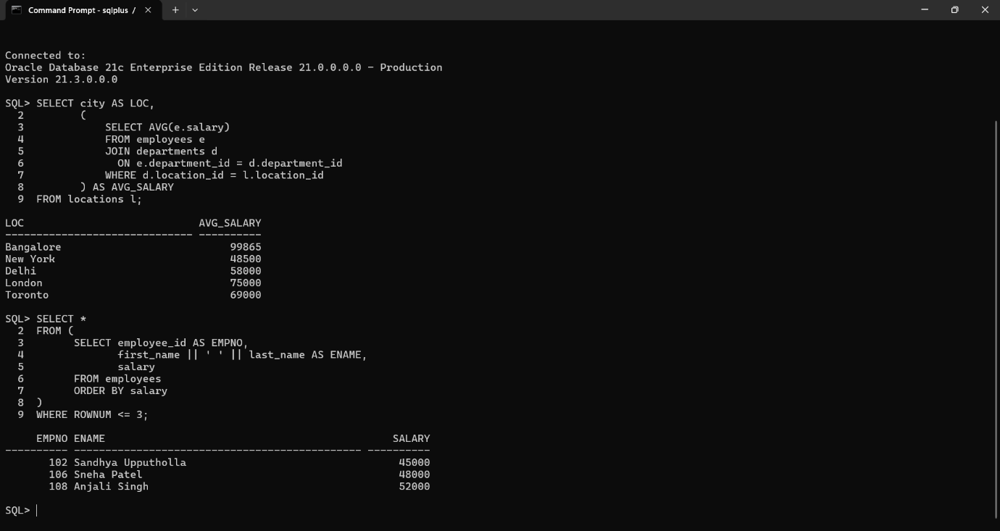 Command Prompt - sqlplus /
Connected to:
Oracle Database 21c Enterprise Edition Release 21.0.0.0.0 - Production
Version 21.3.0.0.0
SQL> SELECT city AS LOC,
  2         (
  3             SELECT AVG(e.salary)
  4             FROM employees e
  5             JOIN departments d
  6               ON e.department_id = d.department_id
  7             WHERE d.location_id = l.location_id
  8         ) AS AVG_SALARY
  9  FROM locations l;
LOC                            AVG_SALARY
------------------------------ ----------
Bangalore                           99865
New York                            48500
Delhi                               58000
London                              75000
Toronto                             69000
SQL> SELECT *
  2  FROM (
  3        SELECT employee_id AS EMPNO,
  4               first_name || ' ' || last_name AS ENAME,
  5               salary
  6        FROM employees
  7        ORDER BY salary
  8  )
  9  WHERE ROWNUM <= 3;
     EMPNO ENAME                                              SALARY
---------- ---------------------------------------------- ----------
       102 Sandhya Upputholla                                  45000
       106 Sneha Patel                                         48000
       108 Anjali Singh                                        52000
SQL>